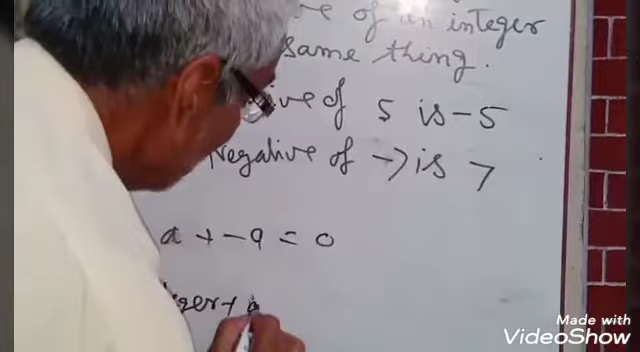 of an integer
same thing.
of 5 is -5
Negative of -7 is 7
a + -a = 0
Made with
VideoShow